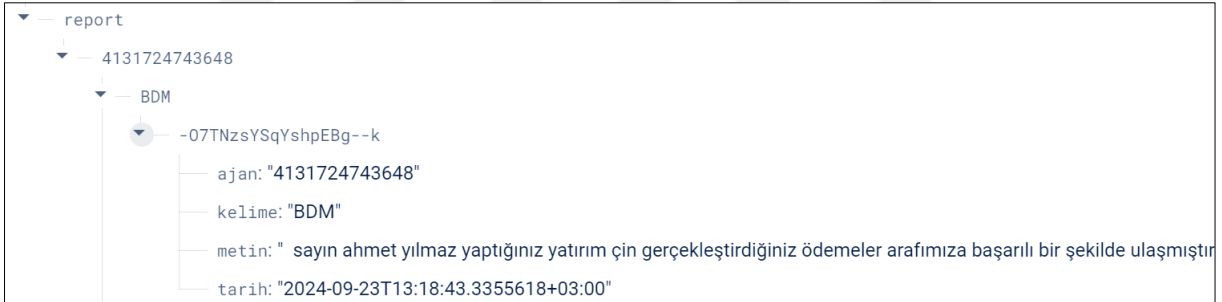 report
4131724743648
BDM
-O7TNzsYSqYshpEBg--k
ajan: "4131724743648"
kelime: "BDM"
metin: "  sayın ahmet yılmaz yaptığınız yatırım çin gerçekleştirdiğiniz ödemeler arafımıza başarılı bir şekilde ulaşmıştır
tarih: "2024-09-23T13:18:43.3355618+03:00"